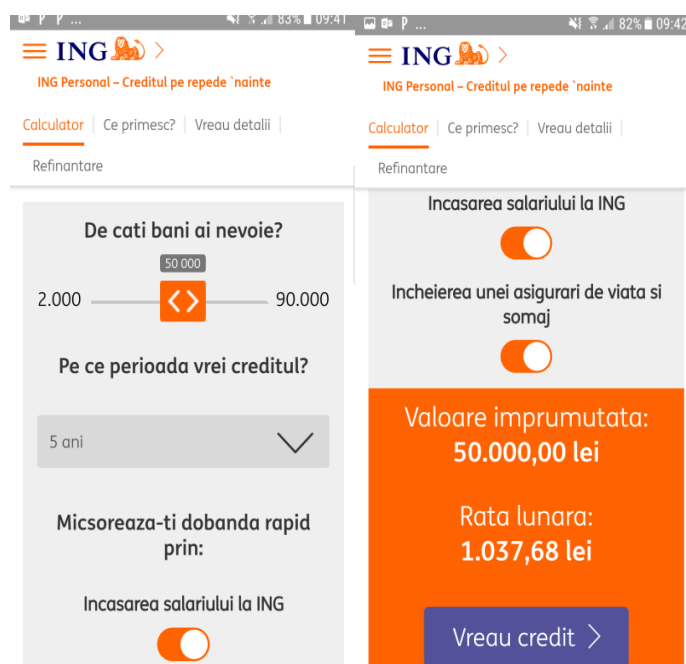 P P ... 83% 09:41
ING
ING Personal – Creditul pe repede `nainte
Calculator | Ce primesc? | Vreau detalii |
Refinantare
De cati bani ai nevoie?
50 000
2.000 90.000
Pe ce perioada vrei creditul?
5 ani
Micsoreaza-ti dobanda rapid
prin:
Incasarea salariului la ING
P ... 82% 09:42
ING
ING Personal – Creditul pe repede `nainte
Calculator | Ce primesc? | Vreau detalii |
Refinantare
Incasarea salariului la ING
Incheierea unei asigurari de viata si
somaj
Valoare imprumutata:
50.000,00 lei
Rata lunara:
1.037,68 lei
Vreau credit >